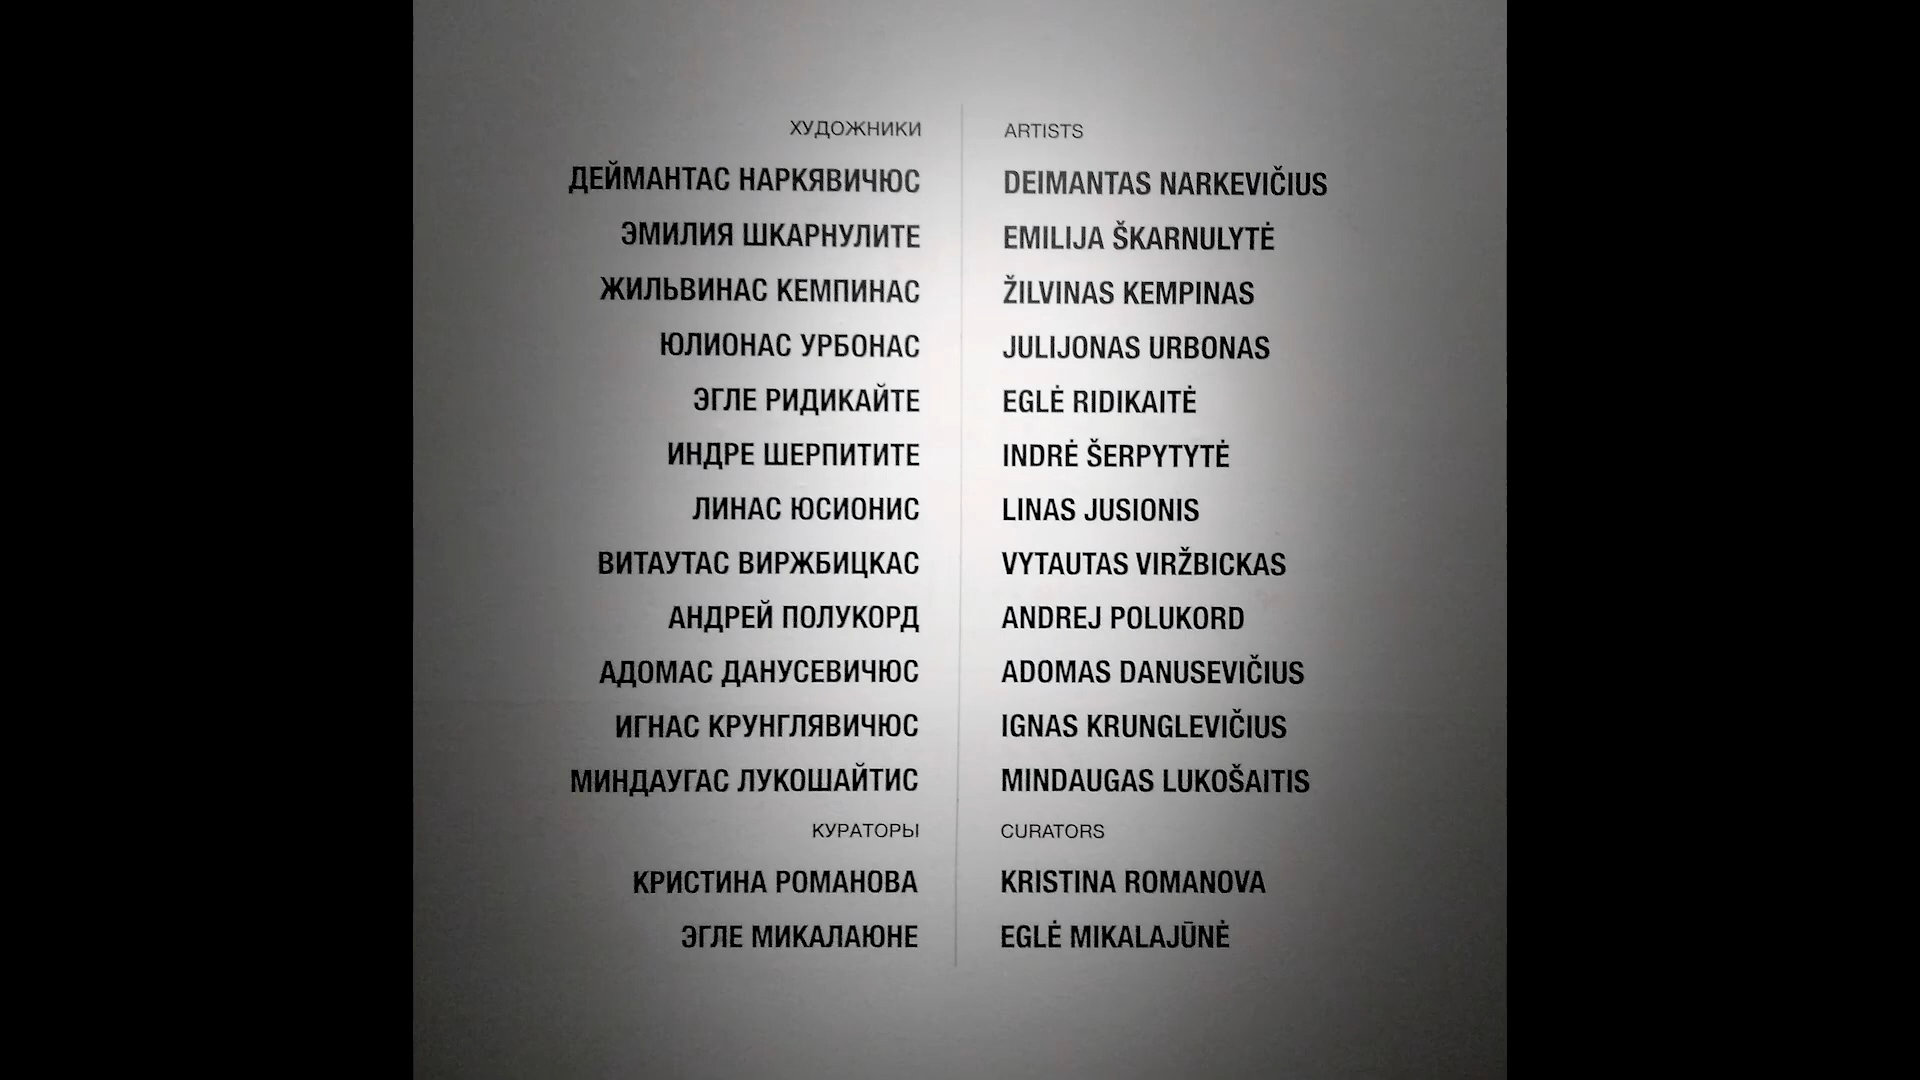 ХУДОЖНИКИ
ДЕЙМАНТАС НАРКЯВИЧЮС
ЭМИЛИЯ ШКАРНУЛИТЕ
ЖИЛЬВИНАС КЕМПИНАС
ЮЛИОНАС УРБОНАС
ЭГЛЕ РИДИКАЙТЕ
ИНДРЕ ШЕРПИТИТЕ
ЛИНАС ЮСИОНИС
ВИТАУТАС ВИРЖБИЦКАС
АНДРЕЙ ПОЛУКОРД
АДОМАС ДАНУСЕВИЧЮС
ИГНАС КРУНГЛЯВИЧЮС
МИНДАУГАС ЛУКОШАЙТИС
КУРАТОРЫ
КРИСТИНА РОМАНОВА
ЭГЛЕ МИКАЛАЮНЕ
ARTISTS
DEIMANTAS NARKEVIČIUS
EMILIJA ŠKARNULYTĖ
ŽILVINAS KEMPINAS
JULIJONAS URBONAS
EGLĖ RIDIKAITĖ
INDRĖ ŠERPYTYTĖ
LINAS JUSIONIS
VYTAUTAS VIRŽBICKAS
ANDREJ POLUKORD
ADOMAS DANUSEVIČIUS
IGNAS KRUNGLEVIČIUS
MINDAUGAS LUKOŠAITIS
CURATORS
KRISTINA ROMANOVA
EGLĖ MIKALAJŪNĖ